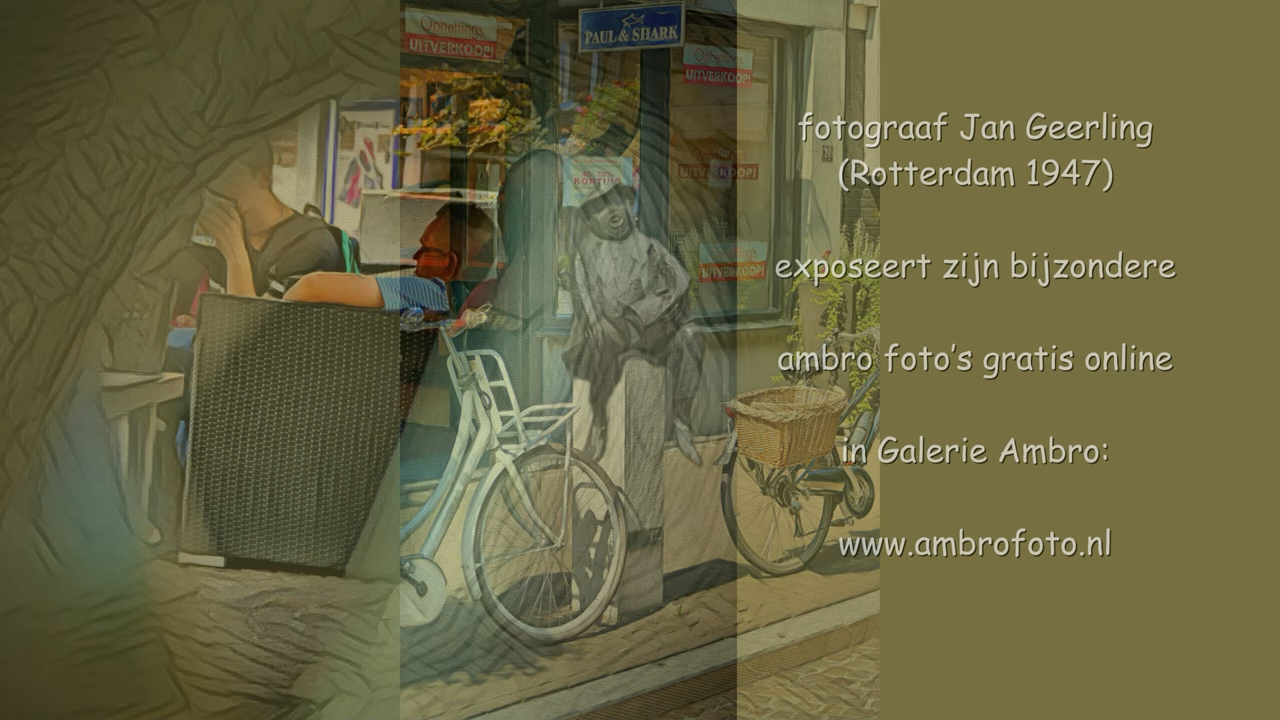 Opheffings
UITVERKOOP!
PAUL & SHARK
Opheffings
UITVERKOOP!
KORTING
UITVERKOOP!
Opheffings
UITVERKOOP!
fotograaf Jan Geerling
(Rotterdam 1947)
exposeert zijn bijzondere
ambro foto's gratis online
in Galerie Ambro:
www.ambrofoto.nl